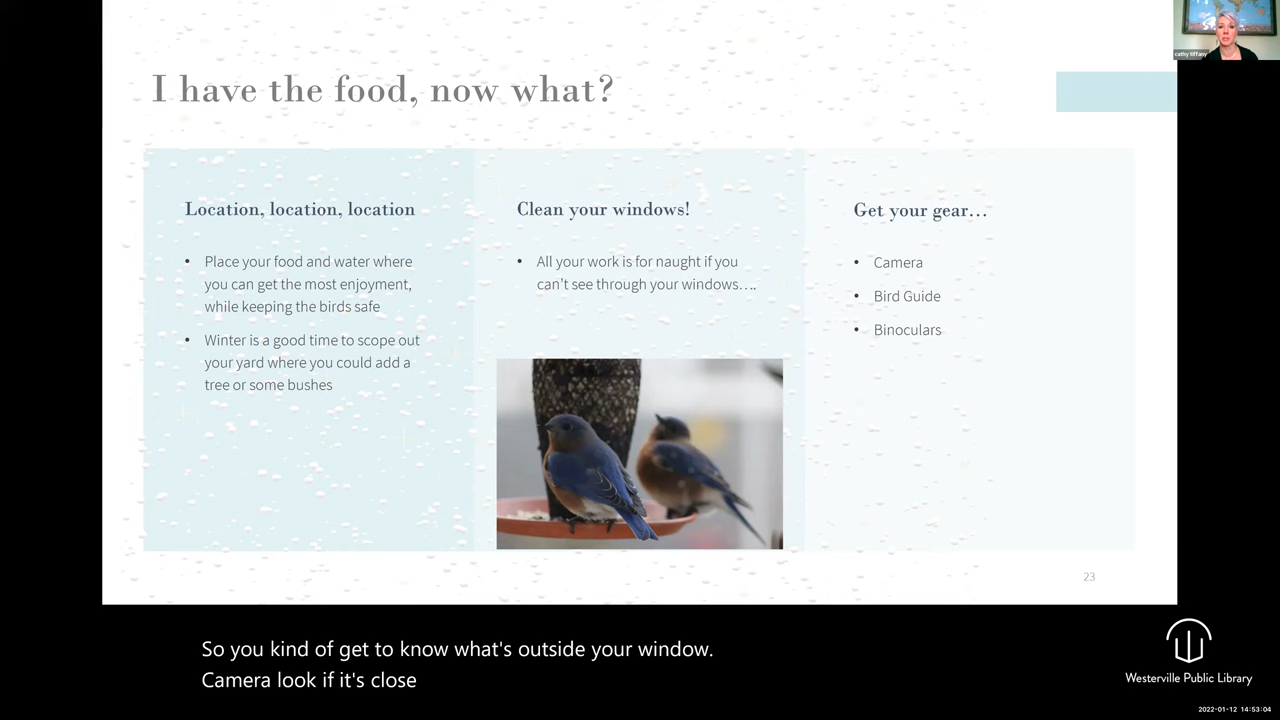 cathy tiffany
I have the food, now what?
Location, location, location
• Place your food and water where
you can get the most enjoyment,
while keeping the birds safe
• Winter is a good time to scope out
your yard where you could add a
tree or some bushes
Clean your windows!
• All your work is for naught if you
can't see through your windows….
Get your gear…
• Camera
• Bird Guide
• Binoculars
23
So you kind of get to know what's outside your window.
Camera look if it's close
Westerville Public Library
2022-01-12 14:53:04